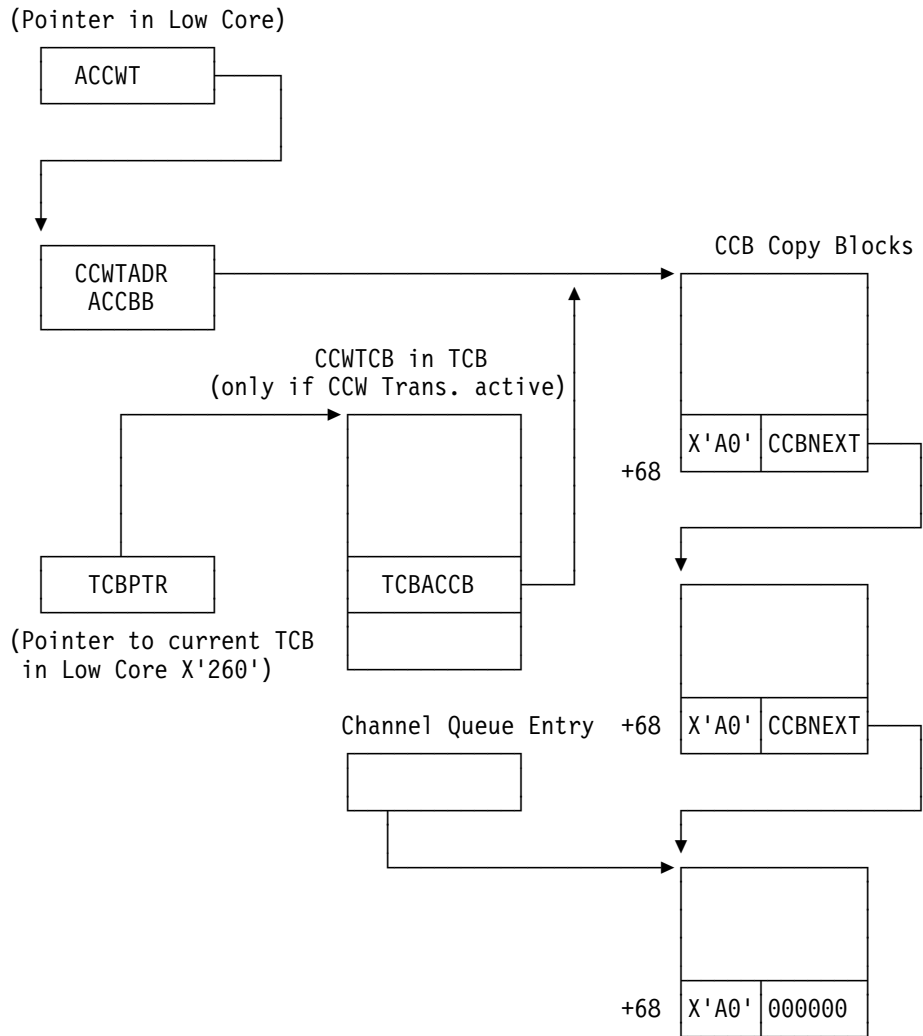 (Pointer in Low Core)
ACCWT
CCB Copy Blocks
CCWTADR
ACCBB
CCWTCB in TCB
(only if CCW Trans. active)
X'A0' CCBNEXT
+68
TCBPTR
TCBACCB
(Pointer to current TCB
in Low Core X'260')
Channel Queue Entry
+68 X'A0' CCBNEXT
+68 X'A0' 000000